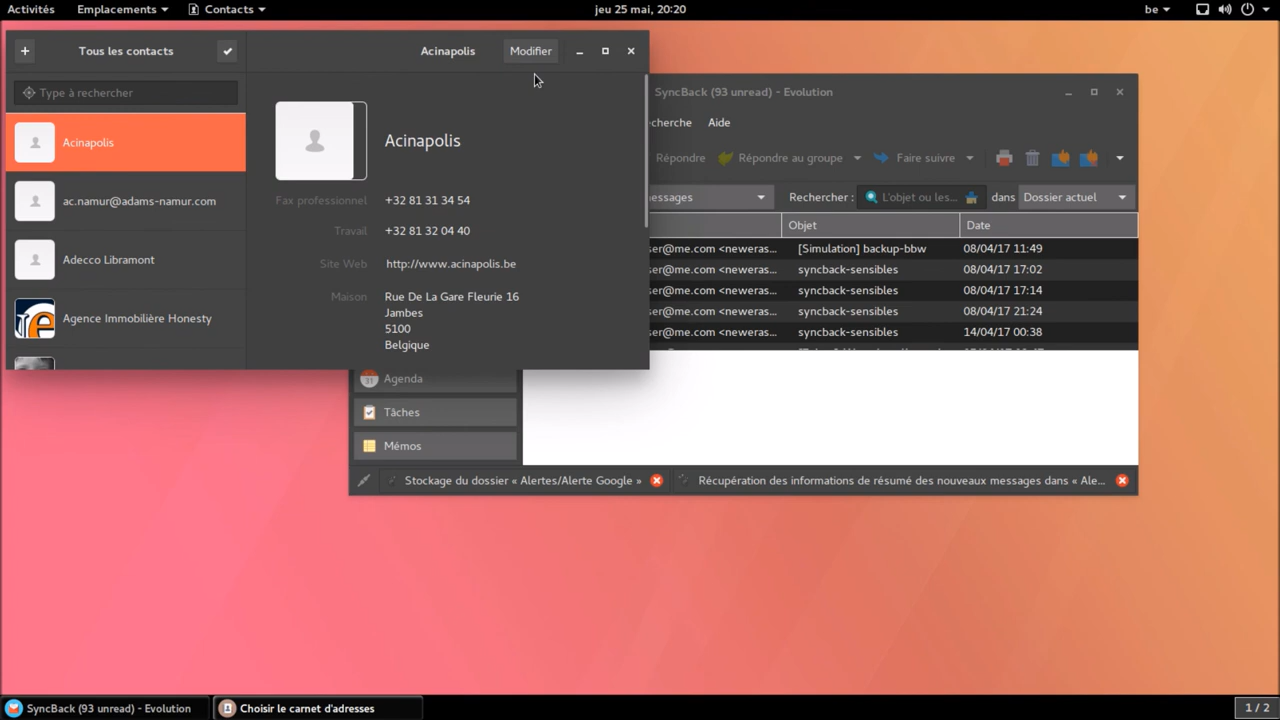 Activités Emplacements Contacts jeu 25 mai, 20:20 be
Tous les contacts
Acinapolis Modifier
Type à rechercher
Acinapolis
ac.namur@adams-namur.com
Adecco Libramont
Agence Immobilière Honesty
Acinapolis
Fax professionnel +32 81 31 34 54
Travail +32 81 32 04 40
Site Web http://www.acinapolis.be
Maison Rue De La Gare Fleurie 16
Jambes
5100
Belgique
SyncBack (93 unread) - Evolution
echerche Aide
Répondre Répondre au groupe Faire suivre
essages Rechercher : L'objet ou les... dans Dossier actuel
Objet Date
ser@me.com <neweras... [Simulation] backup-bbw 08/04/17 11:49
ser@me.com <neweras... syncback-sensibles 08/04/17 17:02
ser@me.com <neweras... syncback-sensibles 08/04/17 17:14
ser@me.com <neweras... syncback-sensibles 08/04/17 21:24
ser@me.com <neweras... syncback-sensibles 14/04/17 00:38
31 Agenda
Tâches
Mémos
Stockage du dossier « Alertes/Alerte Google » Récupération des informations de résumé des nouveaux messages dans « Ale...
SyncBack (93 unread) - Evolution Choisir le carnet d'adresses 1 / 2